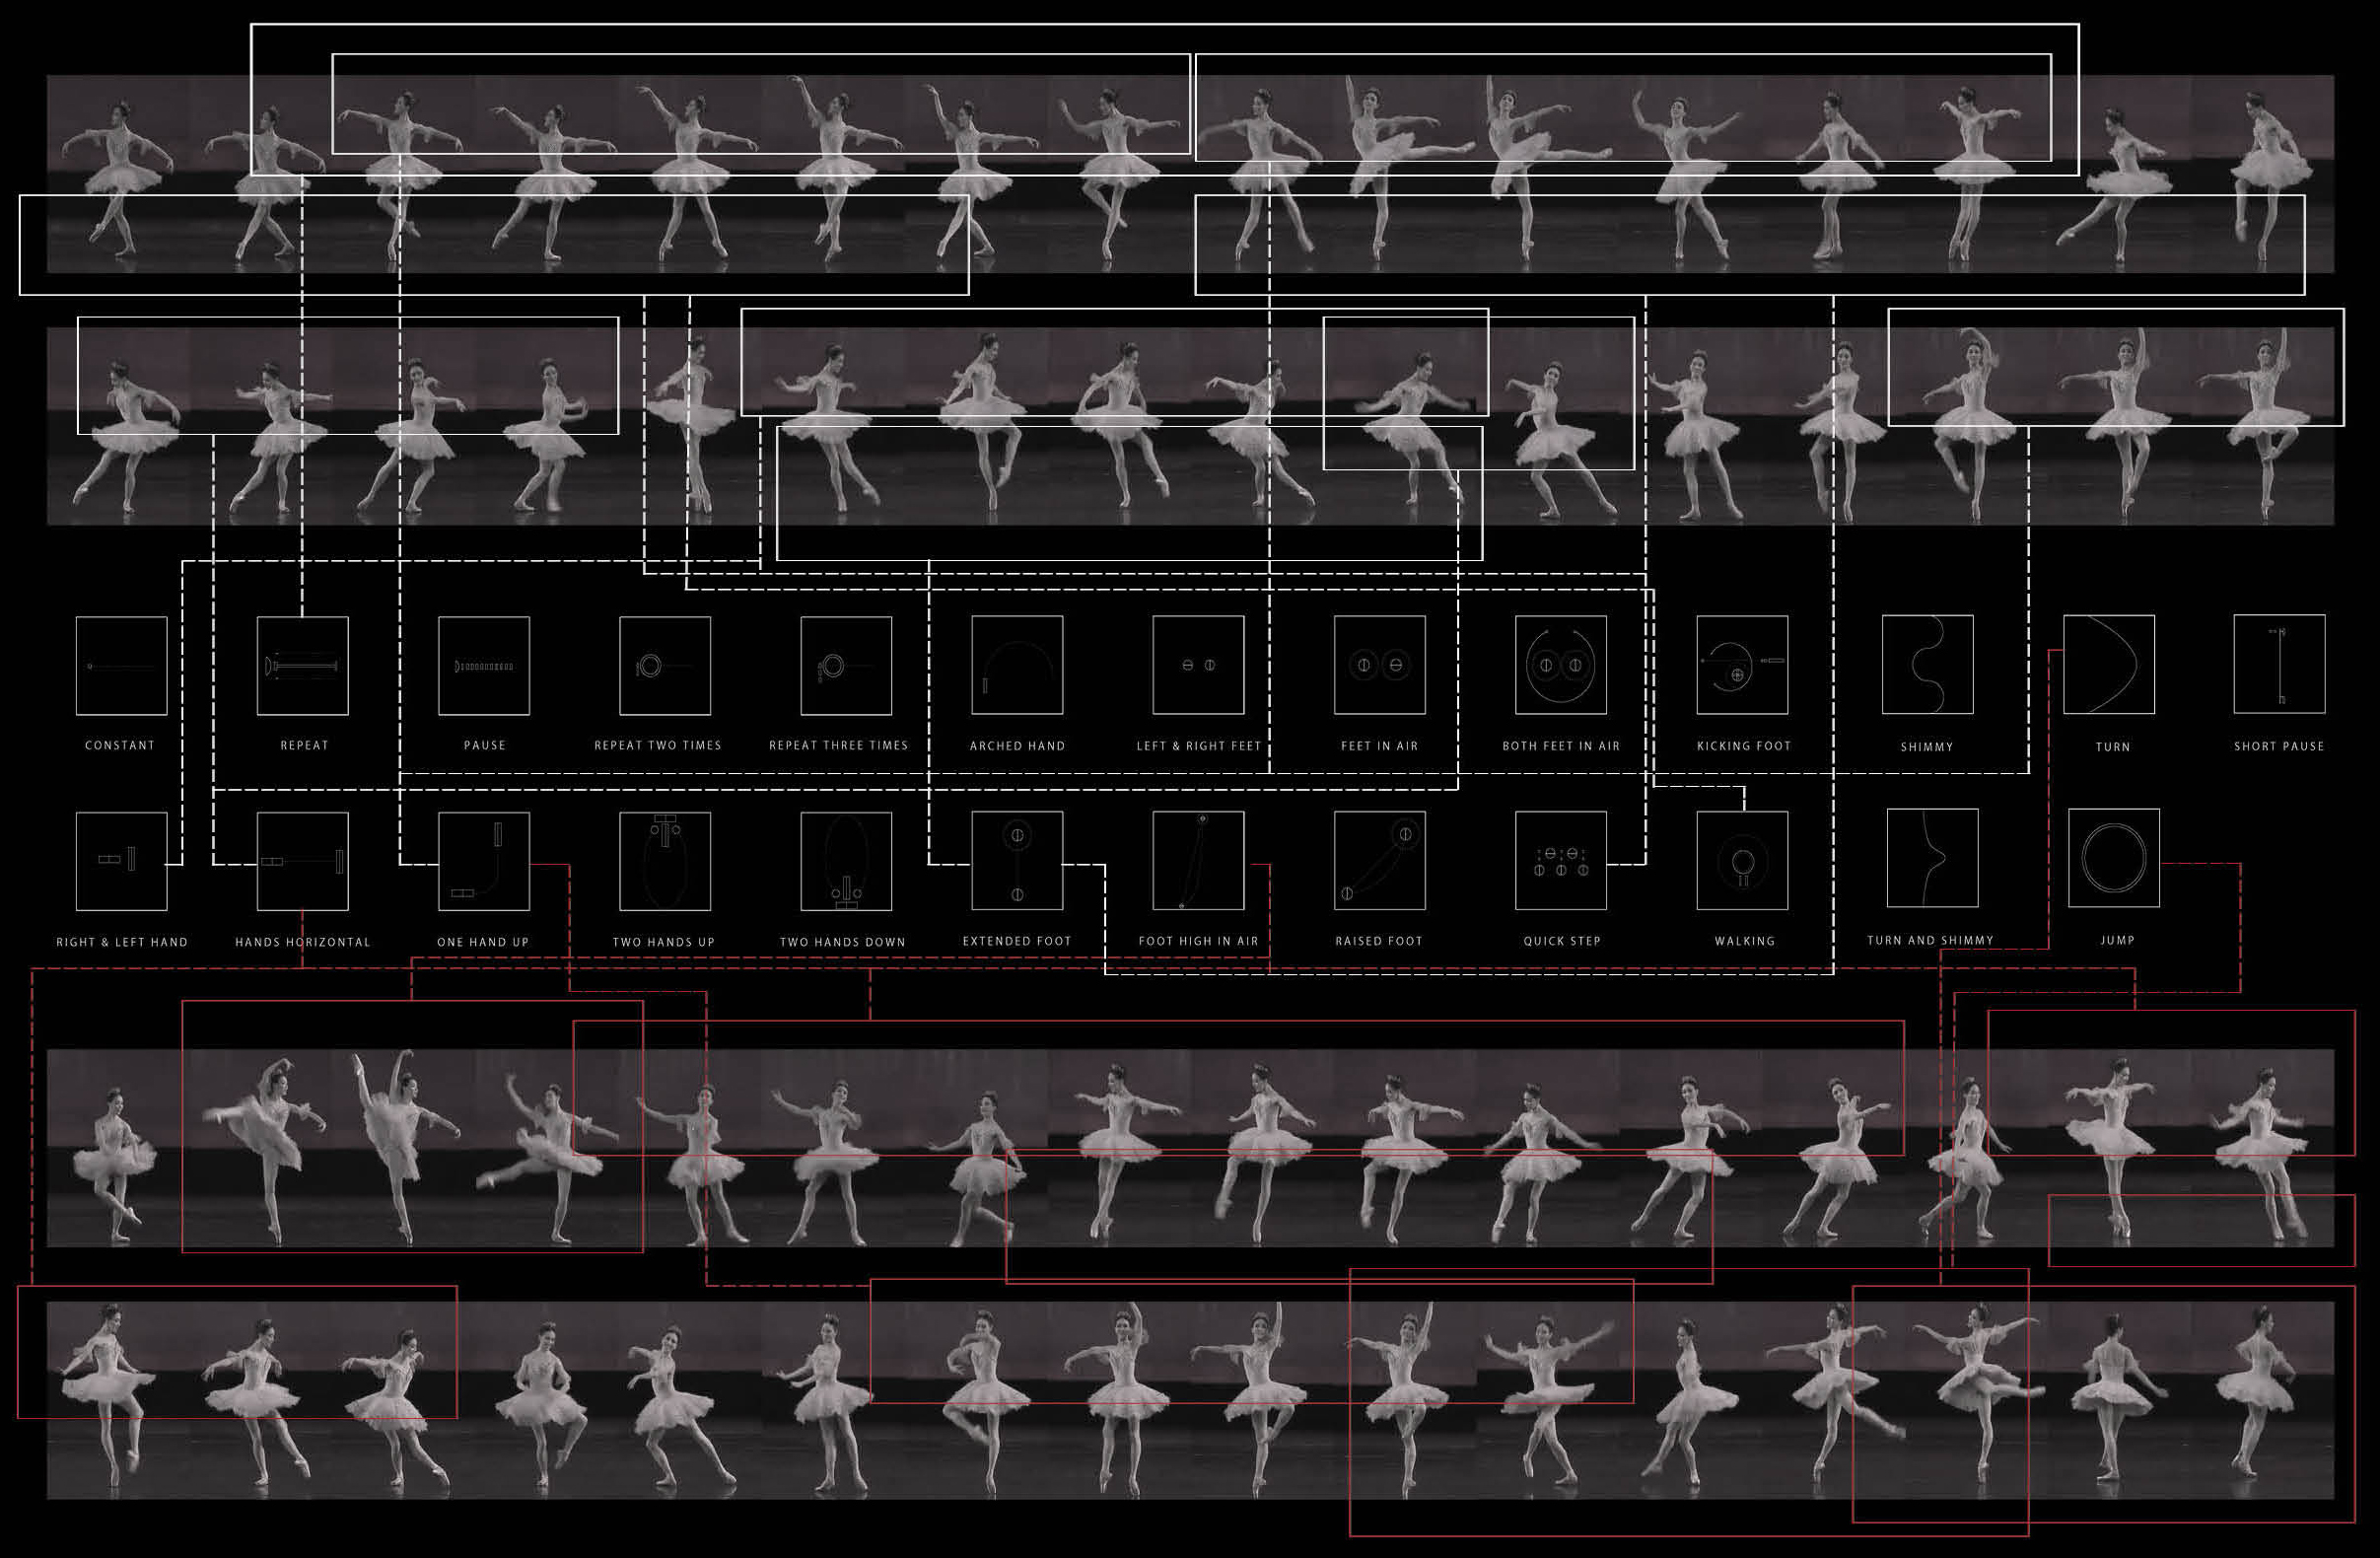 CONSTANT
REPEAT
PAUSE
REPEAT TWO TIMES
REPEAT THREE TIMES
ARCHED HAND
LEFT & RIGHT FEET
FEET IN AIR
BOTH FEET IN AIR
KICKING FOOT
SHIMMY
TURN
SHORT PAUSE
RIGHT & LEFT HAND
HANDS HORIZONTAL
ONE HAND UP
TWO HANDS UP
TWO HANDS DOWN
EXTENDED FOOT
FOOT HIGH IN AIR
RAISED FOOT
QUICK STEP
WALKING
TURN AND SHIMMY
JUMP